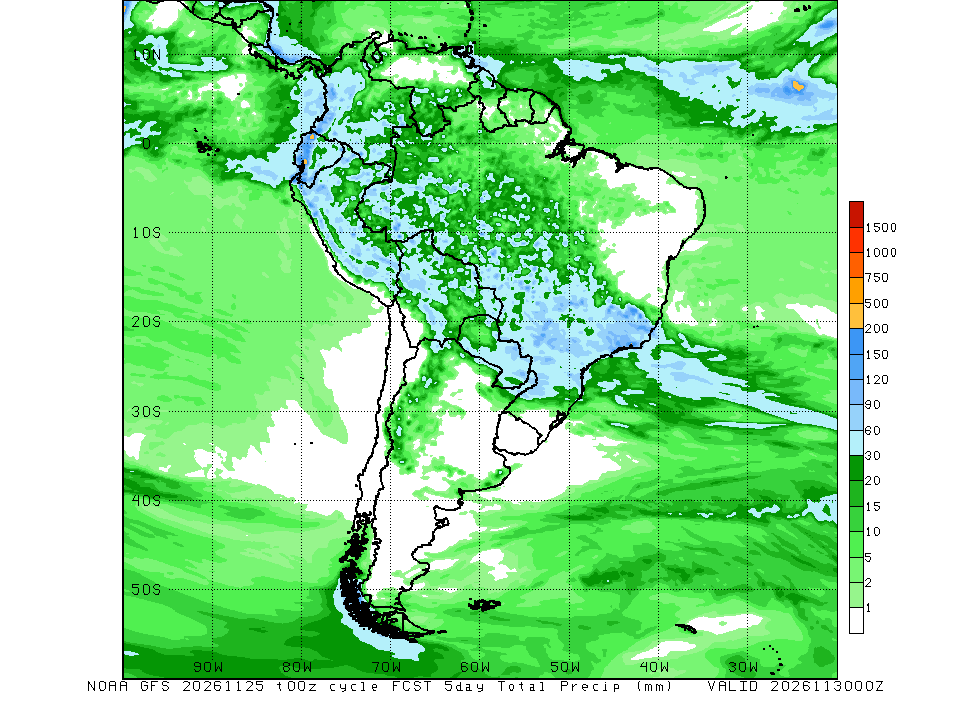 10N
0
10S
20S
30S
40S
50S
90W 80W 70W 60W 50W 40W 30W
1500
1000
750
500
200
150
120
90
60
30
20
15
10
5
2
1
NOAA GFS 20261125 t00z cycle FCST 5day Total Precip (mm) VALID 2026113000Z